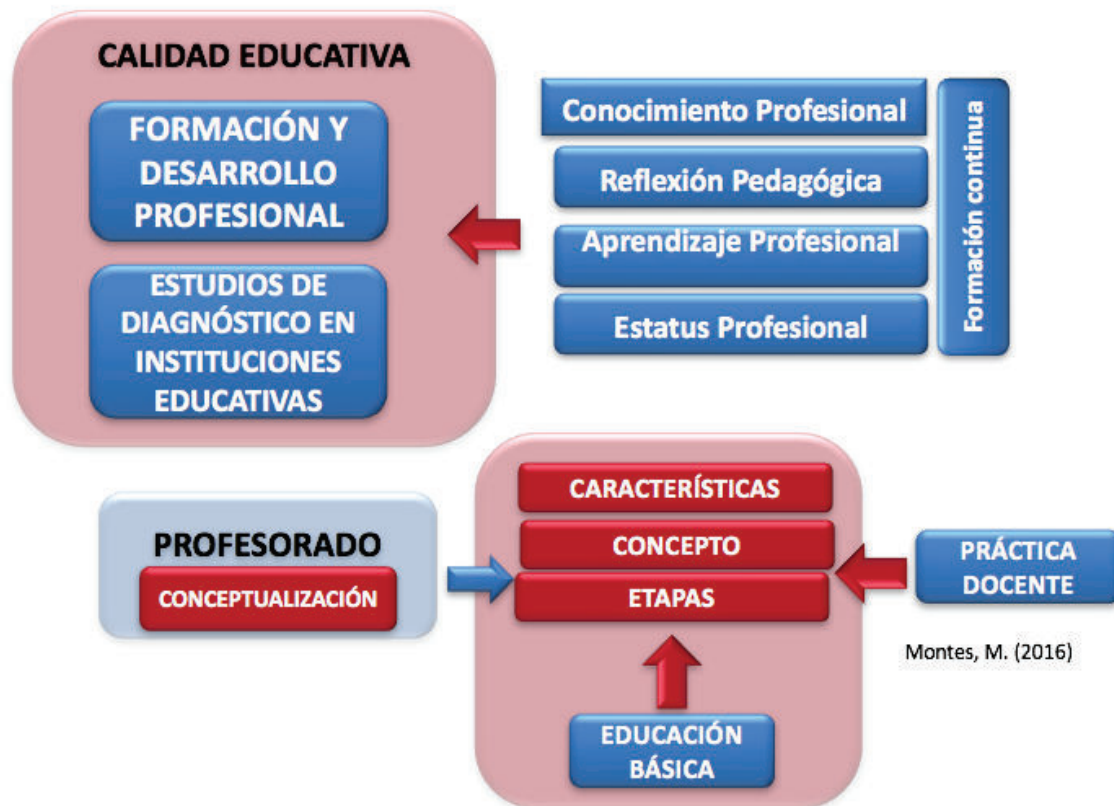 CALIDAD EDUCATIVA
FORMACIÓN Y
DESARROLLO
PROFESIONAL
ESTUDIOS DE
DIAGNÓSTICO EN
INSTITUCIONES
EDUCATIVAS
Conocimiento Profesional
Reflexión Pedagógica
Aprendizaje Profesional
Estatus Profesional
Formación continua
PROFESORADO
CONCEPTUALIZACIÓN
CARACTERÍSTICAS
CONCEPTO
ETAPAS
EDUCACIÓN
BÁSICA
PRÁCTICA
DOCENTE
Montes, M. (2016)